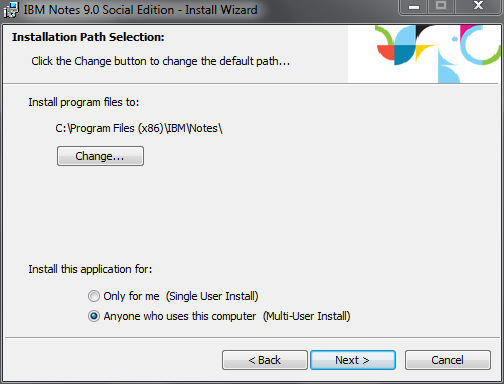 IBM Notes 9.0 Social Edition - Install Wizard
Installation Path Selection:
Click the Change button to change the default path...
Install program files to:
C:\Program Files (x86)\IBM\Notes\
Change...
Install this application for:
Only for me (Single User Install)
Anyone who uses this computer (Multi-User Install)
< Back Next > Cancel